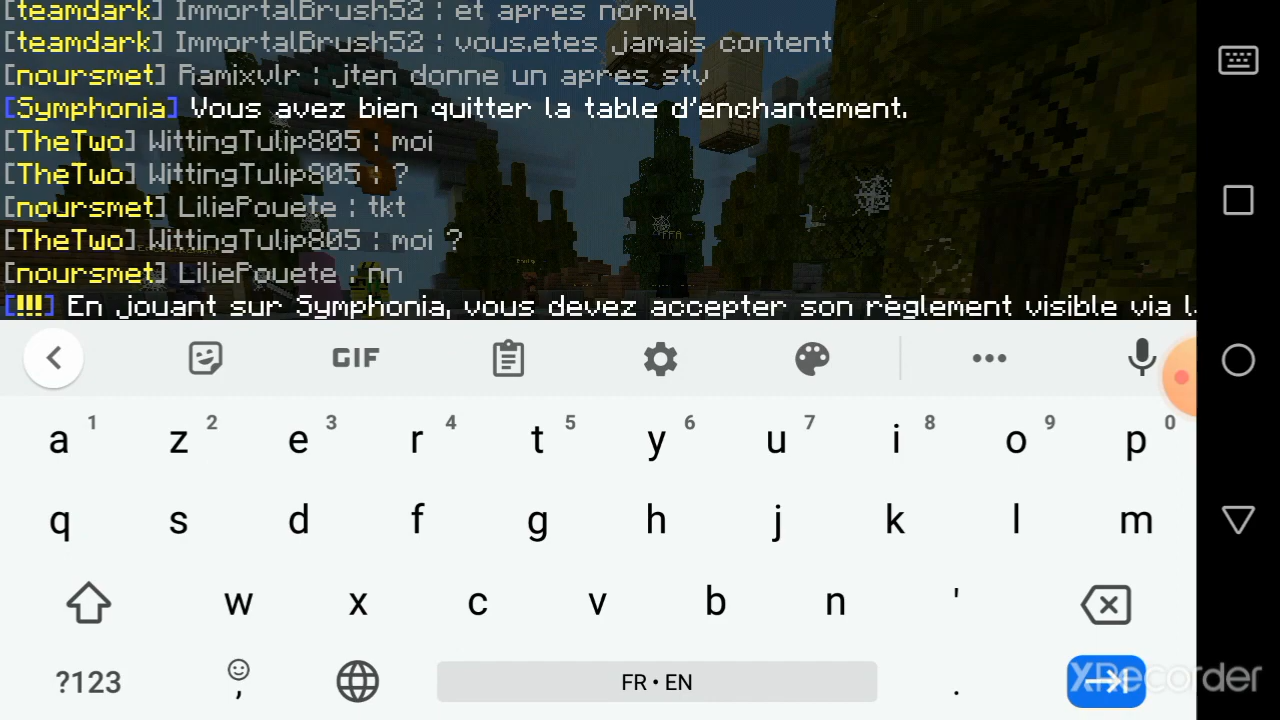 [teamdark] ImmortalBrush52 : et apres normal
[teamdark] ImmortalBrush52 : vous.etes jamais content
[noursmet] Ramixvlr : jten donne un apres stv
[Symphonia] Vous avez bien quitter la table d'enchantement.
[TheTwo] WittingTulip805 : moi
[TheTwo] WittingTulip805 : ?
[noursmet] LiliePouete : tkt
[TheTwo] WittingTulip805 : moi ?
FFA
[noursmet] LiliePouete : nn
[!!!] En jouant sur Symphonia, vous devez accepter son règlement visible via
GIF
a 1 z 2 e 3 r 4 t 5 y 6 u 7 i 8 o 9 p 0
q s d f g h j k l m
w x c v b n '
?123 , FR • EN .
XRecorder